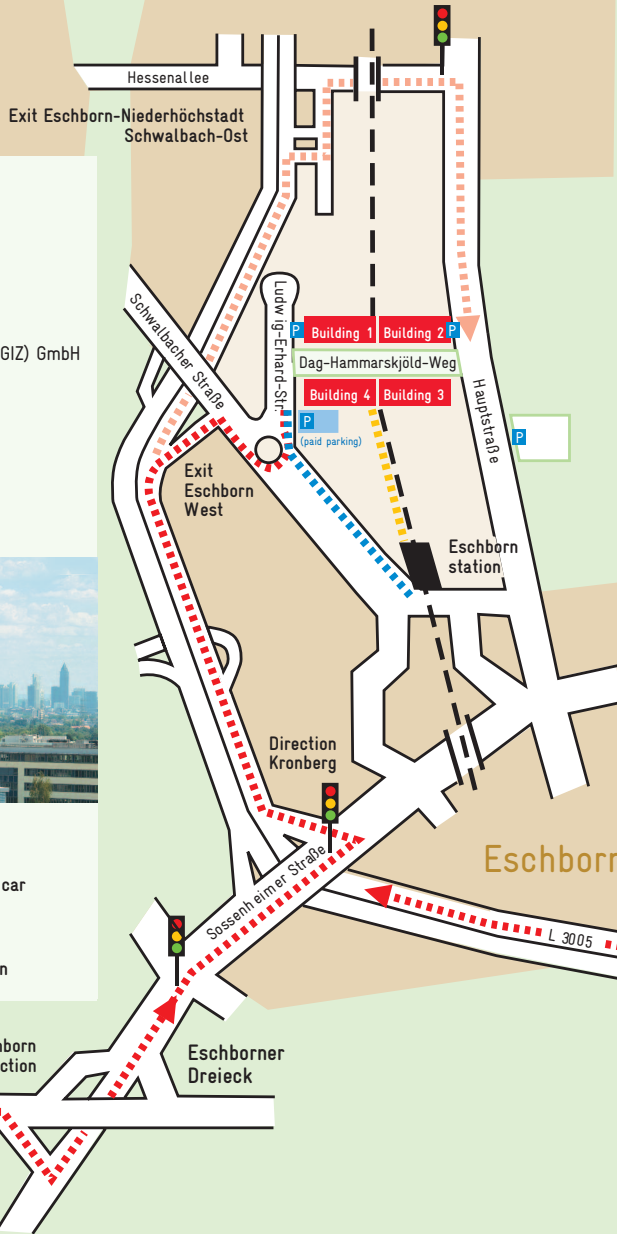 Hessenallee
Exit Eschborn-Niederhöchstadt
Schwalbach-Ost
GIZ) GmbH
Schwalbacher Straße
Ludwig-Erhard-Str.
P
Building 1
Building 2
P
Dag-Hammarskjöld-Weg
Building 4
Building 3
P
(paid parking)
Hauptstraße
P
Exit
Eschborn
West
Eschborn
station
Direction
Kronberg
Eschborn
car
Sossenheimer Straße
L 3005
n
born
ction
Eschborner
Dreieck